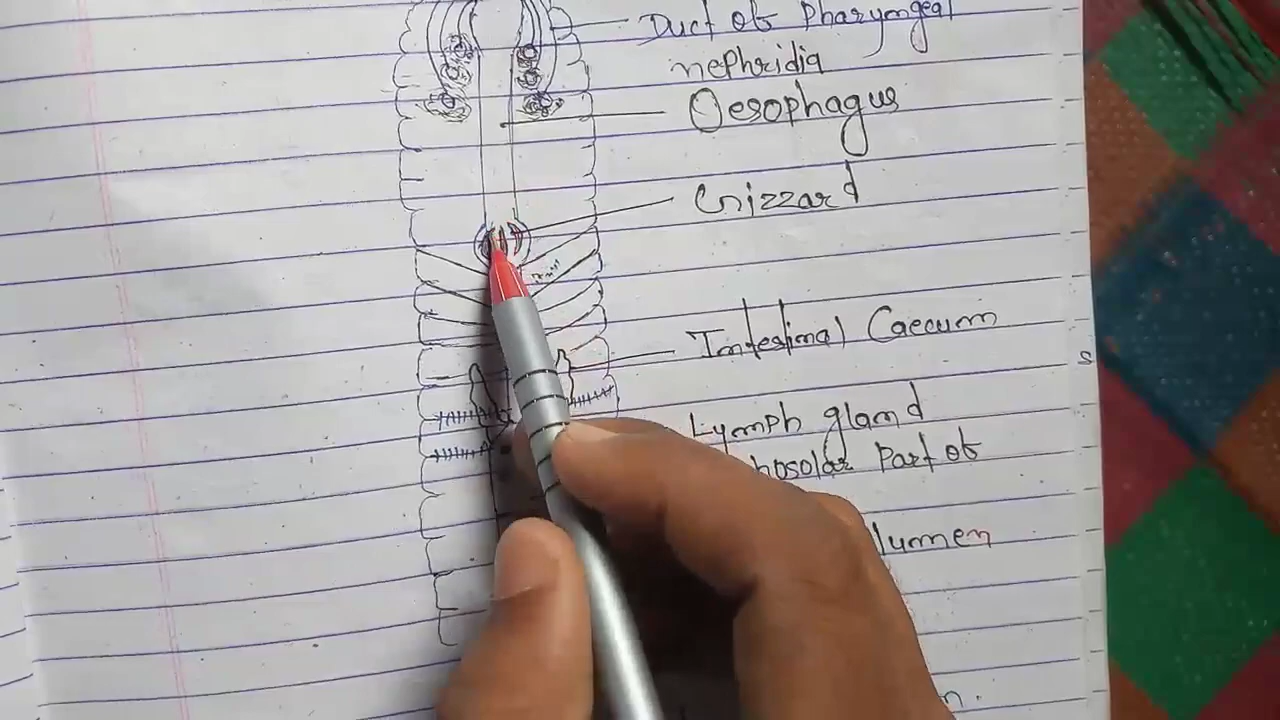 Duct of Pharyngeal
nephridia
Oesophagus
Gizzard
Intestinal Caecum
Lymph gland
Part of
lumen